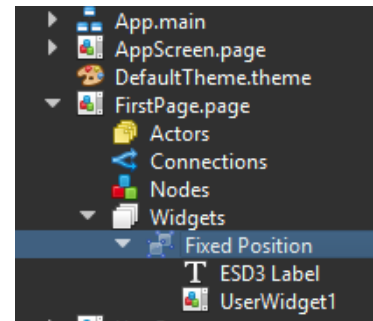 App.main
AppScreen.page
DefaultTheme.theme
FirstPage.page
Actors
Connections
Nodes
Widgets
Fixed Position
ESD3 Label
UserWidget1